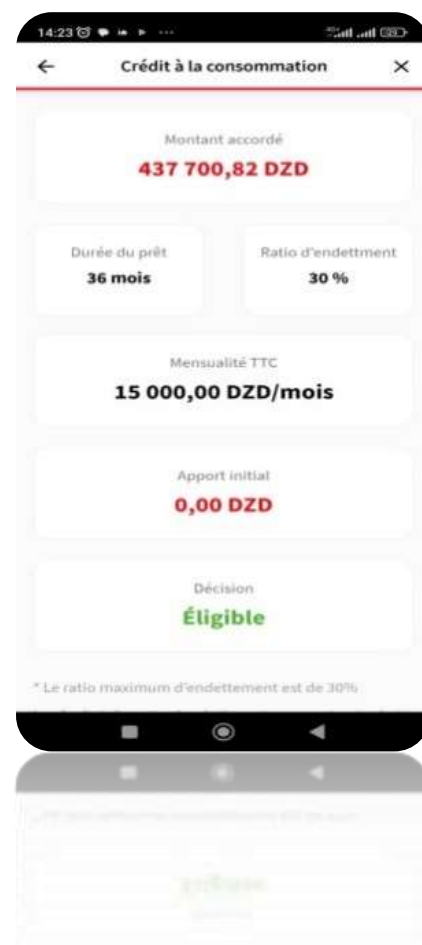 14:23
Crédit à la consommation
Montant accordé
437 700,82 DZD
Durée du prêt
36 mois
Ratio d'endettment
30 %
Mensualité TTC
15 000,00 DZD/mois
Apport initial
0,00 DZD
Décision
Éligible
* Le ratio maximum d'endettement est de 30%